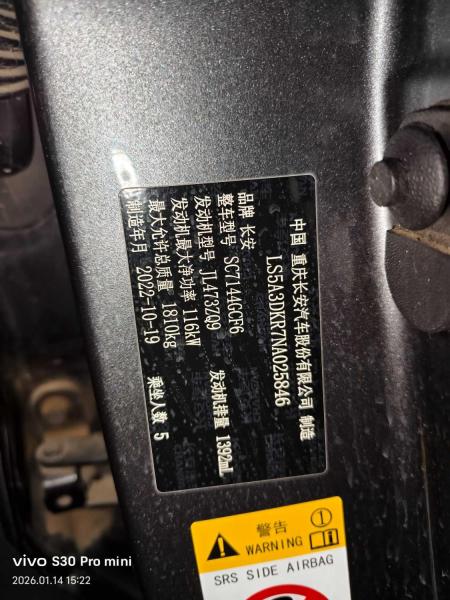 中国 重庆长安汽车股份有限公司 制造
LS5A3DKR7NA025846
品牌 长安
整车型号 SC7144GCF6
发动机型号 JL473ZQ9 发动机排量 1392mL
发动机最大净功率 116kW
最大允许总质量 1810kg
制造年月 2022-10-19 乘坐人数 5
警告
WARNING
SRS SIDE AIRBAG
vivo S30 Pro mini
2026.01.14 15:22